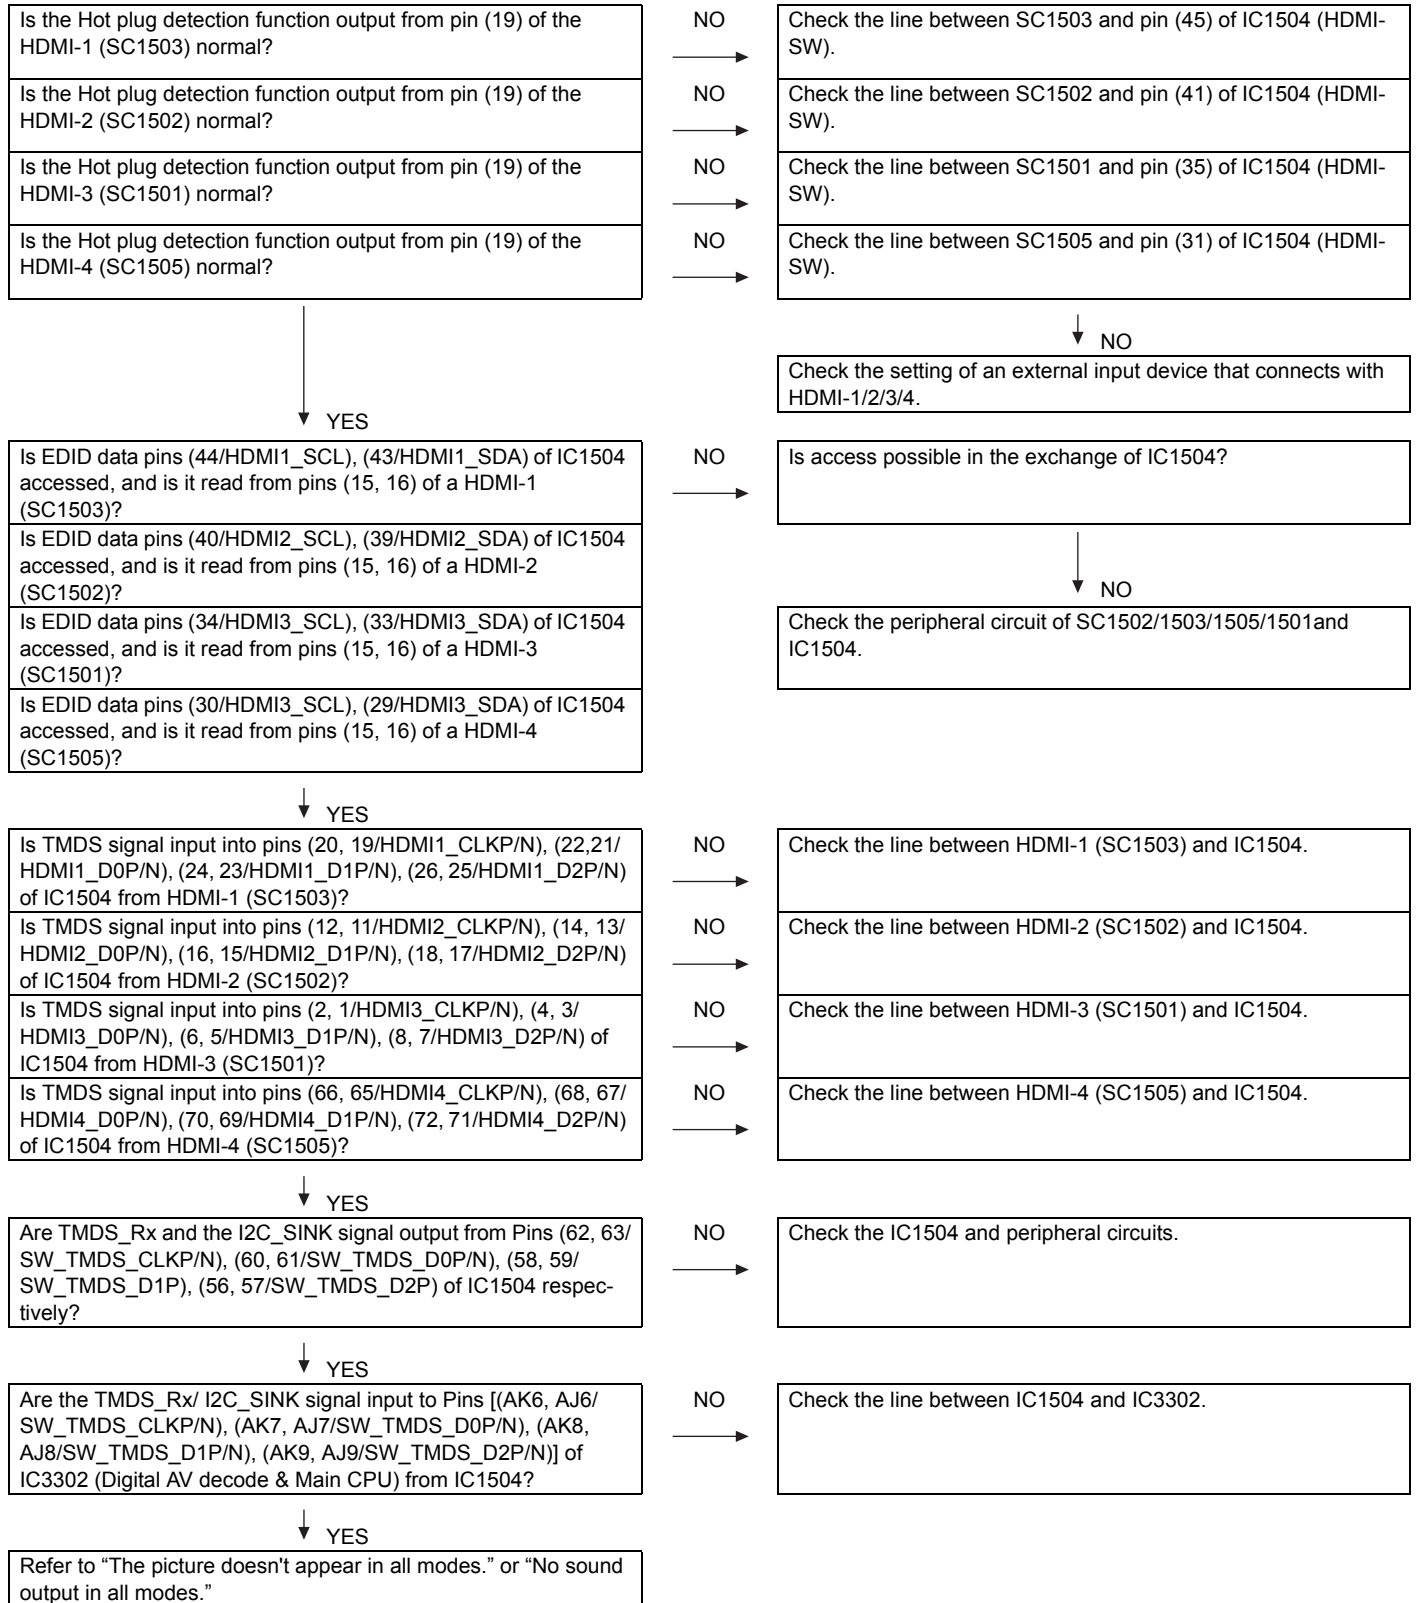 Is the Hot plug detection function output from pin (19) of the
HDMI-1 (SC1503) normal?
NO
Check the line between SC1503 and pin (45) of IC1504 (HDMI-
SW).
Is the Hot plug detection function output from pin (19) of the
HDMI-2 (SC1502) normal?
NO
Check the line between SC1502 and pin (41) of IC1504 (HDMI-
SW).
Is the Hot plug detection function output from pin (19) of the
HDMI-3 (SC1501) normal?
NO
Check the line between SC1501 and pin (35) of IC1504 (HDMI-
SW).
Is the Hot plug detection function output from pin (19) of the
HDMI-4 (SC1505) normal?
NO
Check the line between SC1505 and pin (31) of IC1504 (HDMI-
SW).
NO
Check the setting of an external input device that connects with
HDMI-1/2/3/4.
YES
Is EDID data pins (44/HDMI1_SCL), (43/HDMI1_SDA) of IC1504
accessed, and is it read from pins (15, 16) of a HDMI-1
(SC1503)?
NO
Is access possible in the exchange of IC1504?
Is EDID data pins (40/HDMI2_SCL), (39/HDMI2_SDA) of IC1504
accessed, and is it read from pins (15, 16) of a HDMI-2
(SC1502)?
NO
Is EDID data pins (34/HDMI3_SCL), (33/HDMI3_SDA) of IC1504
accessed, and is it read from pins (15, 16) of a HDMI-3
(SC1501)?
Check the peripheral circuit of SC1502/1503/1505/1501and
IC1504.
Is EDID data pins (30/HDMI3_SCL), (29/HDMI3_SDA) of IC1504
accessed, and is it read from pins (15, 16) of a HDMI-4
(SC1505)?
YES
Is TMDS signal input into pins (20, 19/HDMI1_CLKP/N), (22,21/
HDMI1_D0P/N), (24, 23/HDMI1_D1P/N), (26, 25/HDMI1_D2P/N)
of IC1504 from HDMI-1 (SC1503)?
NO
Check the line between HDMI-1 (SC1503) and IC1504.
Is TMDS signal input into pins (12, 11/HDMI2_CLKP/N), (14, 13/
HDMI2_D0P/N), (16, 15/HDMI2_D1P/N), (18, 17/HDMI2_D2P/N)
of IC1504 from HDMI-2 (SC1502)?
NO
Check the line between HDMI-2 (SC1502) and IC1504.
Is TMDS signal input into pins (2, 1/HDMI3_CLKP/N), (4, 3/
HDMI3_D0P/N), (6, 5/HDMI3_D1P/N), (8, 7/HDMI3_D2P/N) of
IC1504 from HDMI-3 (SC1501)?
NO
Check the line between HDMI-3 (SC1501) and IC1504.
Is TMDS signal input into pins (66, 65/HDMI4_CLKP/N), (68, 67/
HDMI4_D0P/N), (70, 69/HDMI4_D1P/N), (72, 71/HDMI4_D2P/N)
of IC1504 from HDMI-4 (SC1505)?
NO
Check the line between HDMI-4 (SC1505) and IC1504.
YES
Are TMDS_Rx and the I2C_SINK signal output from Pins (62, 63/
SW_TMDS_CLKP/N), (60, 61/SW_TMDS_D0P/N), (58, 59/
SW_TMDS_D1P), (56, 57/SW_TMDS_D2P) of IC1504 respec-
tively?
NO
Check the IC1504 and peripheral circuits.
YES
Are the TMDS_Rx/ I2C_SINK signal input to Pins [(AK6, AJ6/
SW_TMDS_CLKP/N), (AK7, AJ7/SW_TMDS_D0P/N), (AK8,
AJ8/SW_TMDS_D1P/N), (AK9, AJ9/SW_TMDS_D2P/N)] of
IC3302 (Digital AV decode & Main CPU) from IC1504?
NO
Check the line between IC1504 and IC3302.
YES
Refer to “The picture doesn't appear in all modes.” or “No sound
output in all modes.”